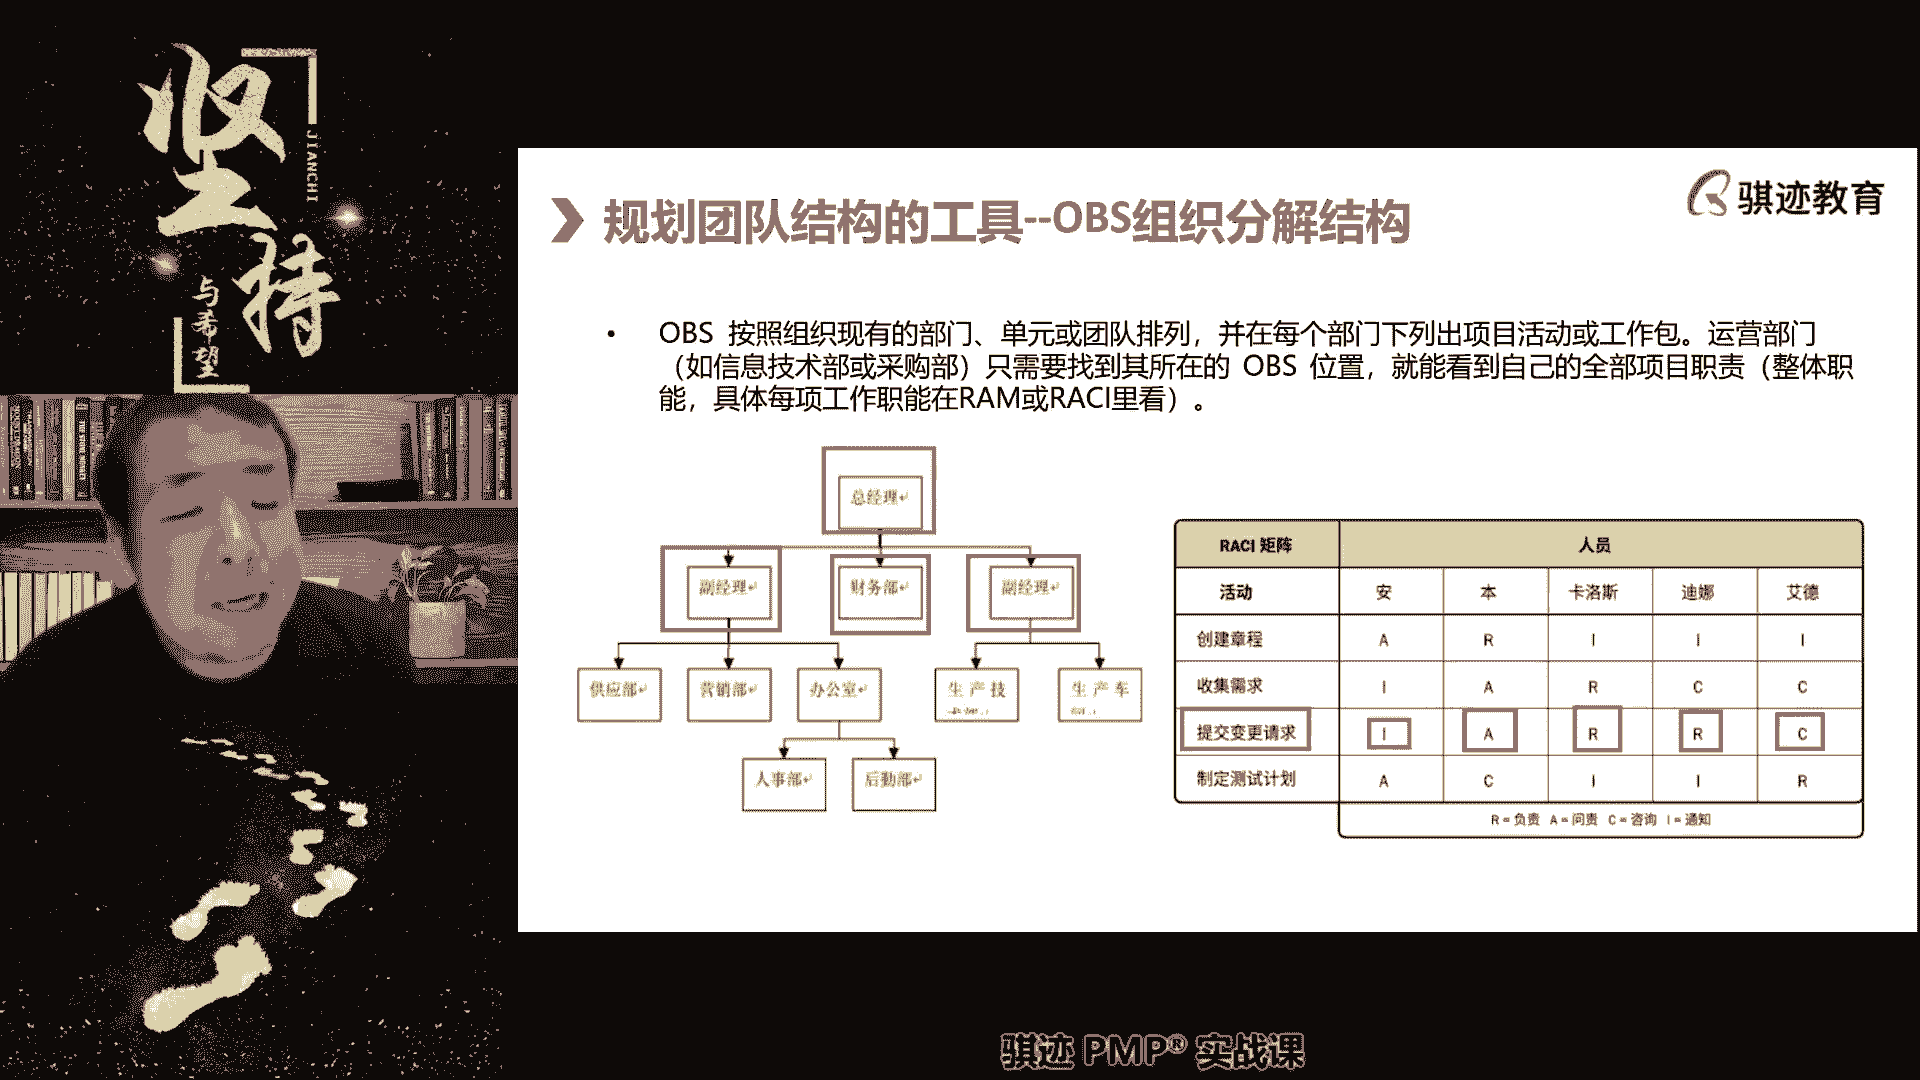 坚持
JIANCHI
与希望
骐迹教育
规划团队结构的工具--OBS组织分解结构
• OBS 按照组织现有的部门、单元或团队排列，并在每个部门下列出项目活动或工作包。运营部门
（如信息技术部或采购部）只需要找到其所在的 OBS 位置，就能看到自己的全部项目职责（整体职
能，具体每项工作职能在RAM或RACI里看）。
总经理
副经理 财务部 副经理
供应部 营销部 办公室 生产技 生产车
人事部 后勤部
RACI 矩阵 人员
活动 安 本 卡洛斯 迪娜 艾德
创建章程 A R I I I
收集需求 I A R C C
提交变更请求 I A R R C
制定测试计划 A C I I R
R = 负责 A = 问责 C = 咨询 I = 通知
骐迹 PMP® 实战课